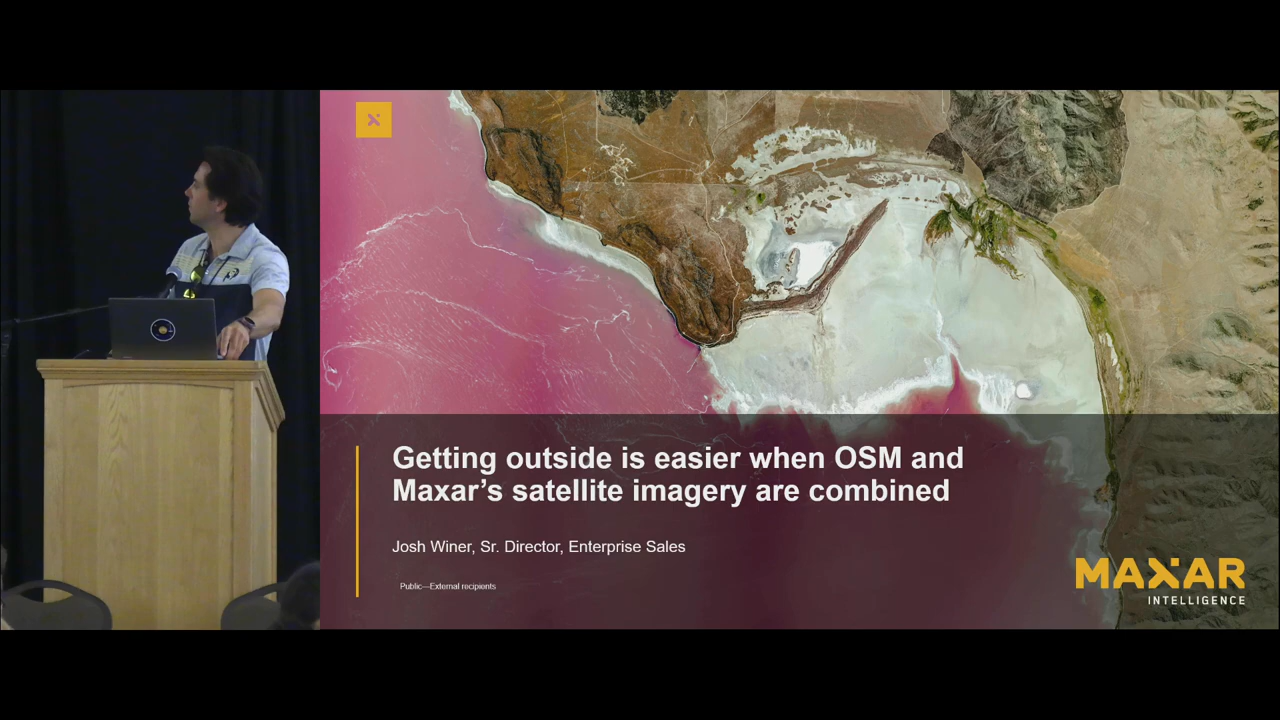 Getting outside is easier when OSM and
Maxar’s satellite imagery are combined
Josh Winer, Sr. Director, Enterprise Sales
Public—External recipients
MAXAR
INTELLIGENCE